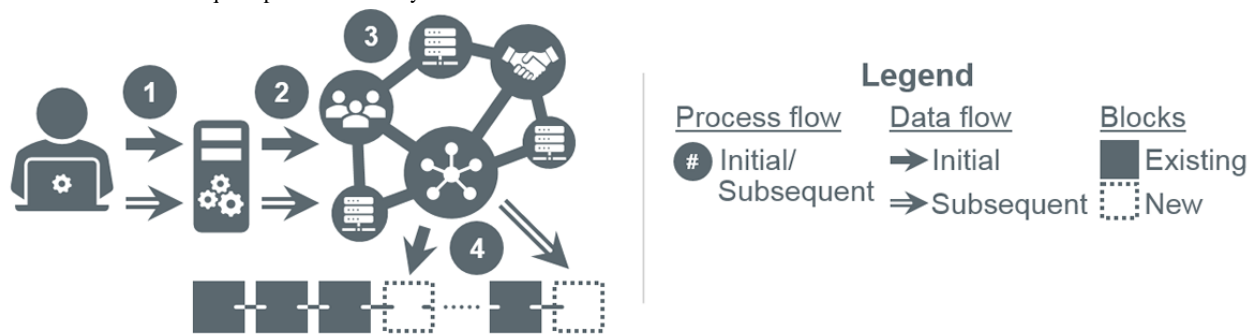 3
1
2
4
Legend
Process flow
Data flow
Blocks
# Initial/
Subsequent
Initial
Subsequent
Existing
New